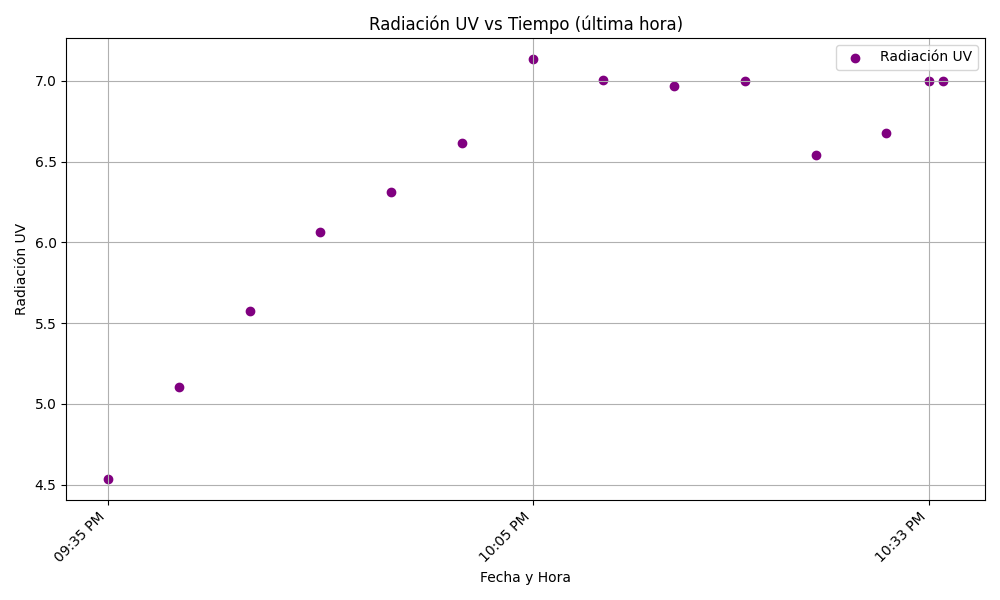 Radiación UV vs Tiempo (última hora)
Radiación UV
7.0
6.5
6.0
5.5
5.0
4.5
Radiación UV
09:35 PM
10:05 PM
10:33 PM
Fecha y Hora